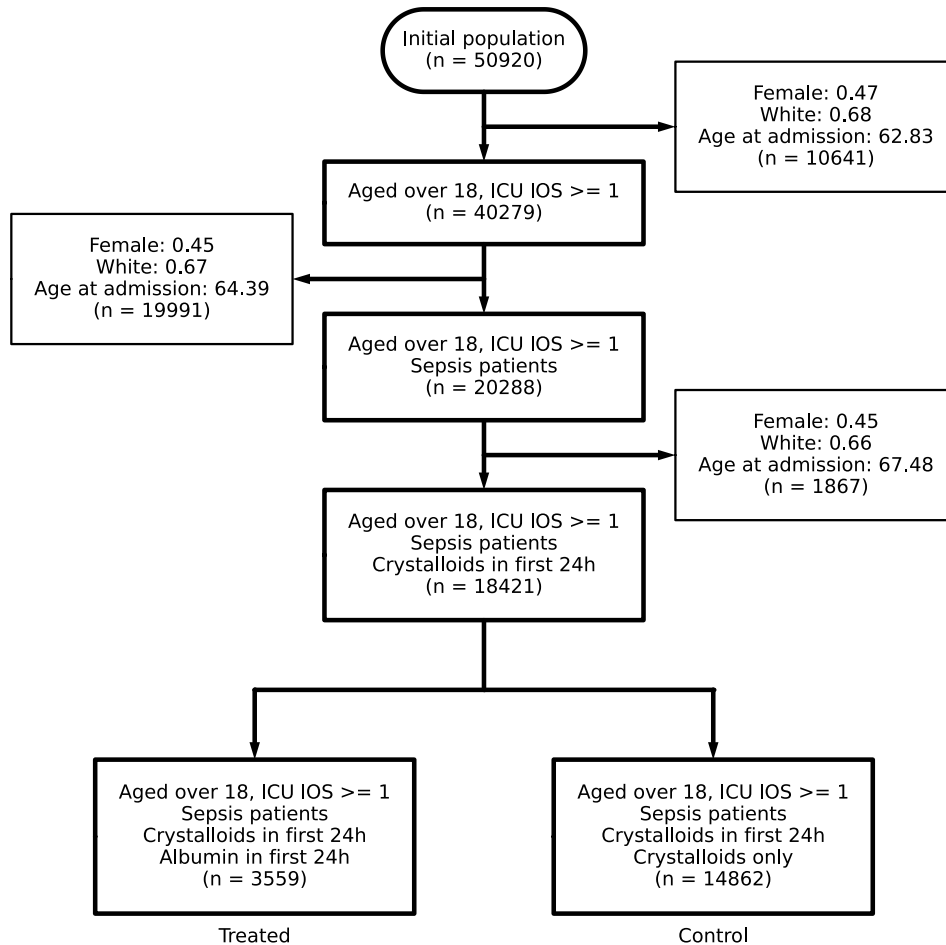 Initial population
(n = 50920)
Female: 0.47
White: 0.68
Age at admission: 62.83
(n = 10641)
Aged over 18, ICU IOS >= 1
(n = 40279)
Female: 0.45
White: 0.67
Age at admission: 64.39
(n = 19991)
Aged over 18, ICU IOS >= 1
Sepsis patients
(n = 20288)
Female: 0.45
White: 0.66
Age at admission: 67.48
(n = 1867)
Aged over 18, ICU IOS >= 1
Sepsis patients
Crystalloids in first 24h
(n = 18421)
Aged over 18, ICU IOS >= 1
Sepsis patients
Crystalloids in first 24h
Albumin in first 24h
(n = 3559)
Treated
Aged over 18, ICU IOS >= 1
Sepsis patients
Crystalloids in first 24h
Crystalloids only
(n = 14862)
Control